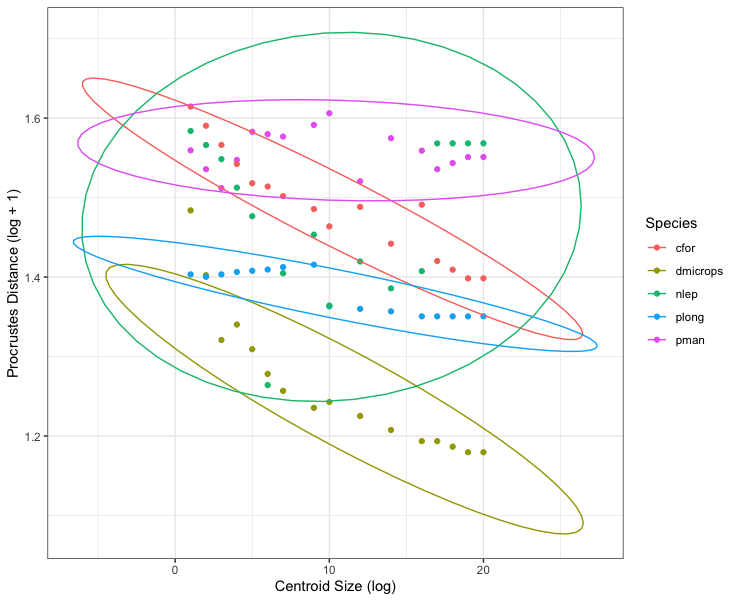 1.6
1.4
1.2
0
10
20
Centroid Size (log)
Procrustes Distance (log + 1)
Species
cfor
dmicrops
nlep
plong
pman